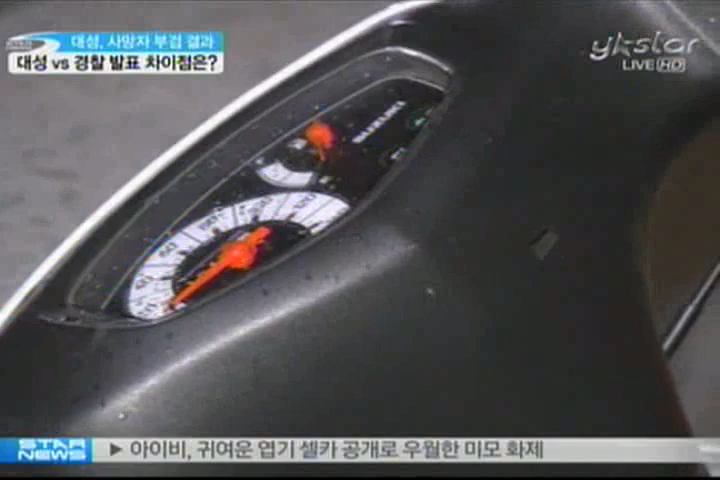 대성, 사망자 부검 결과
대성 vs 경찰 발표 차이점은?
ykstar
LIVE HD
SUZUKI
STAR
NEWS
▶ 아이비, 귀여운 엽기 셀카 공개로 우월한 미모 화제